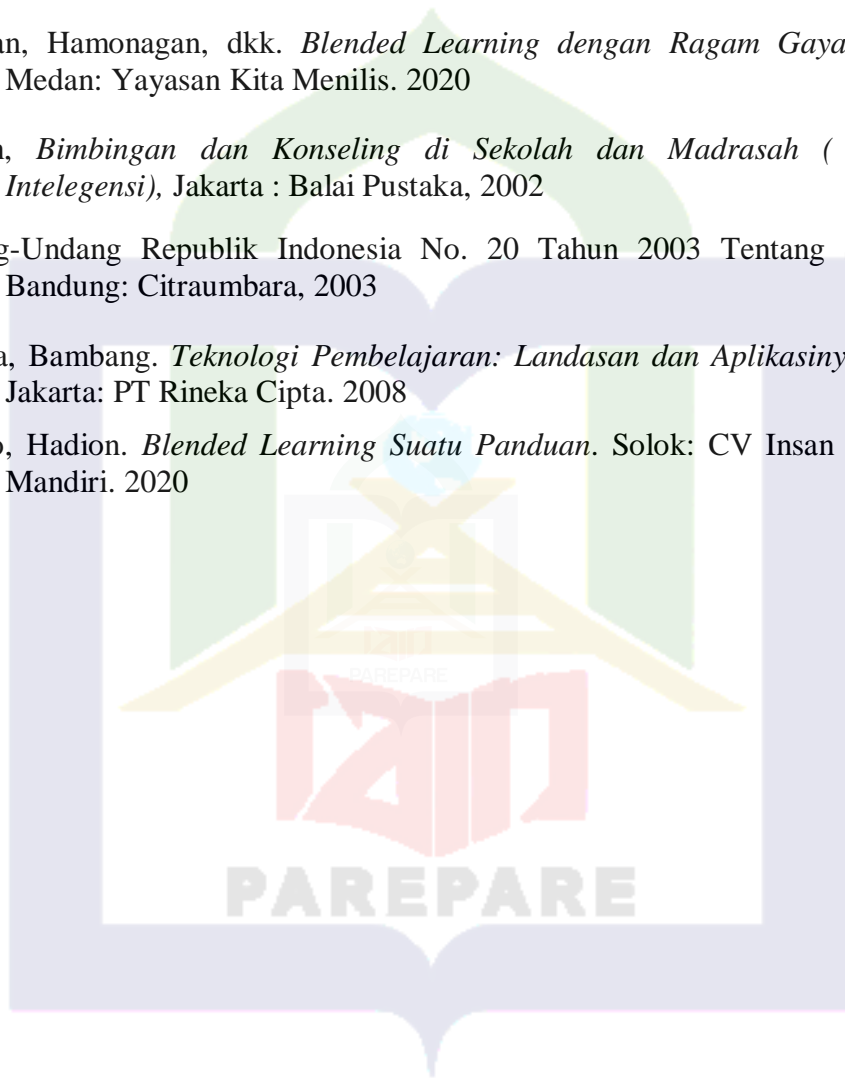 an, Hamonagan, dkk. Blended Learning dengan Ragam Gaya
Medan: Yayasan Kita Menilis. 2020
n, Bimbingan dan Konseling di Sekolah dan Madrasah (
Intelegensi), Jakarta : Balai Pustaka, 2002
g-Undang Republik Indonesia No. 20 Tahun 2003 Tentang
Bandung: Citraumbara, 2003
a, Bambang. Teknologi Pembelajaran: Landasan dan Aplikasiny
Jakarta: PT Rineka Cipta. 2008
o, Hadion. Blended Learning Suatu Panduan. Solok: CV Insan
Mandiri. 2020
IAIN
PAREPARE
IAIN
PAREPARE